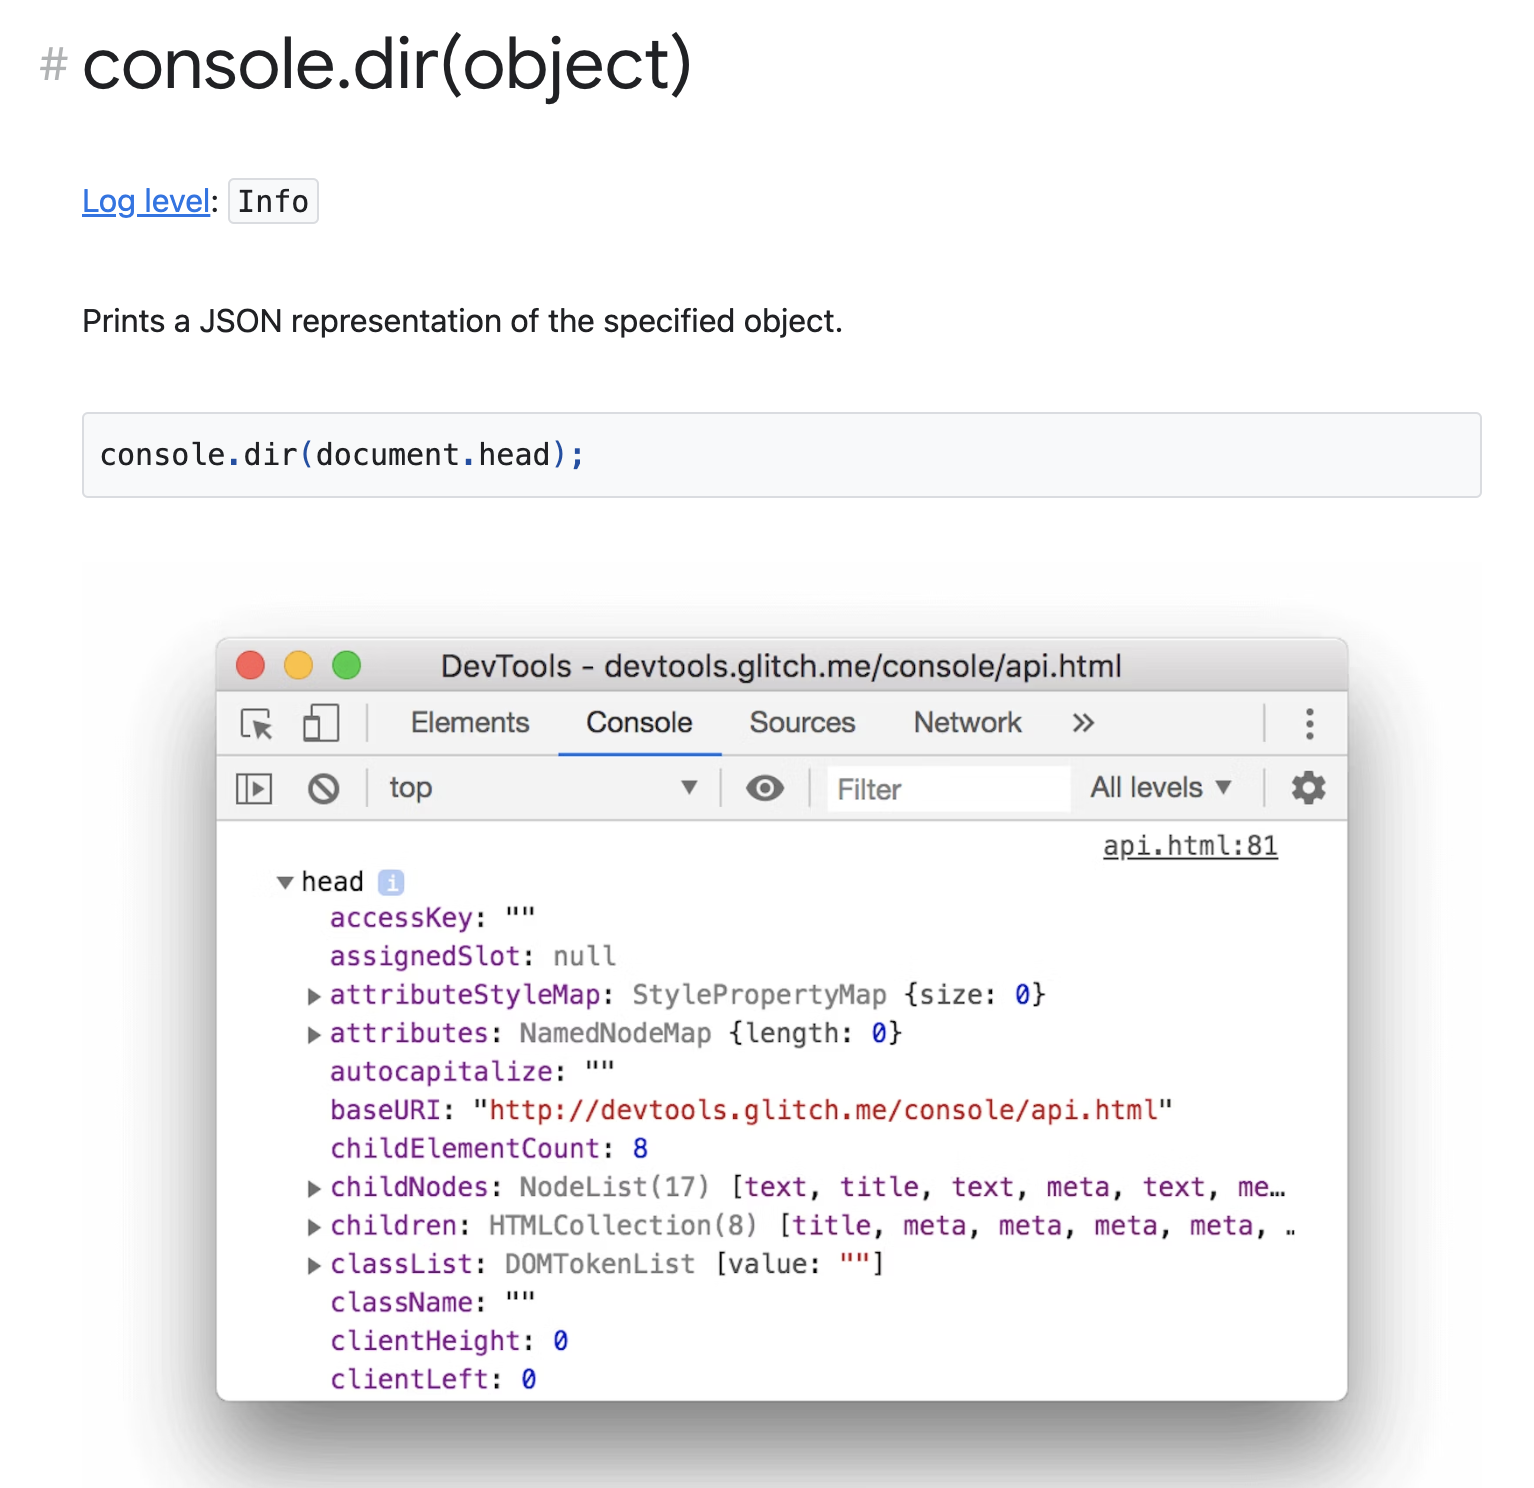 # console.dir(object)
Log level: Info
Prints a JSON representation of the specified object.
console.dir(document.head);
DevTools - devtools.glitch.me/console/api.html
Elements Console Sources Network »
top ▼ Filter All levels ▼
api.html:81
▼ head i
accessKey: ""
assignedSlot: null
▶ attributeStyleMap: StylePropertyMap {size: 0}
▶ attributes: NamedNodeMap {length: 0}
autocapitalize: ""
baseURI: "http://devtools.glitch.me/console/api.html"
childElementCount: 8
▶ childNodes: NodeList(17) [text, title, text, meta, text, me…
▶ children: HTMLCollection(8) [title, meta, meta, meta, meta, ..
▶ classList: DOMTokenList [value: ""]
className: ""
clientHeight: 0
clientLeft: 0